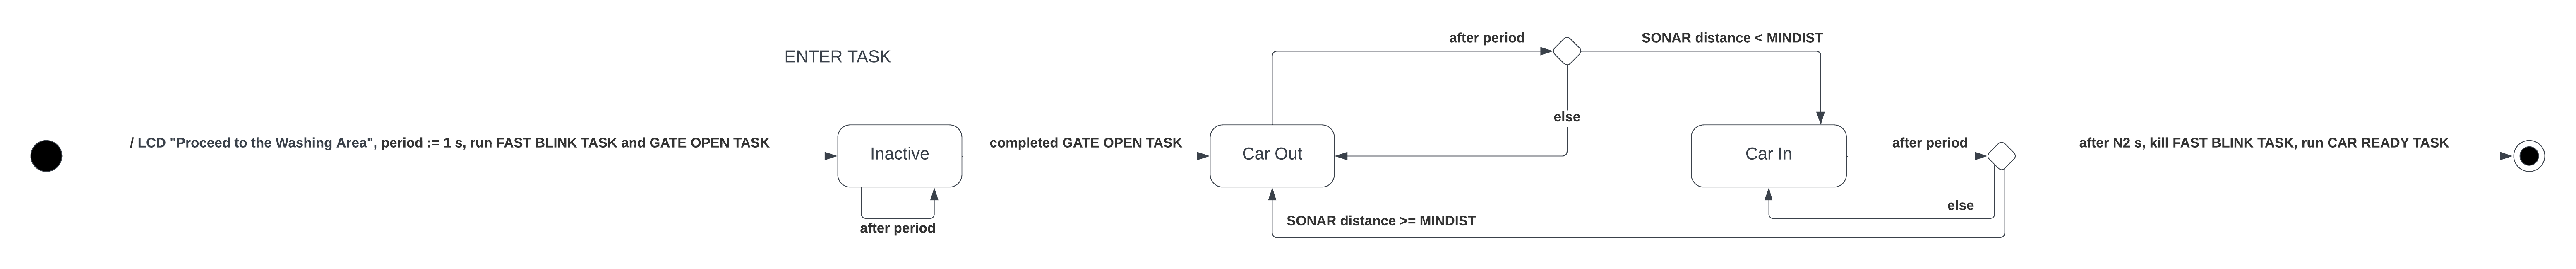 after period
SONAR distance < MINDIST
ENTER TASK
else
/ LCD "Proceed to the Washing Area", period := 1 s, run FAST BLINK TASK and GATE OPEN TASK
Inactive
completed GATE OPEN TASK
Car Out
Car In
after period
after N2 s, kill FAST BLINK TASK, run CAR READY TASK
else
SONAR distance >= MINDIST
after period